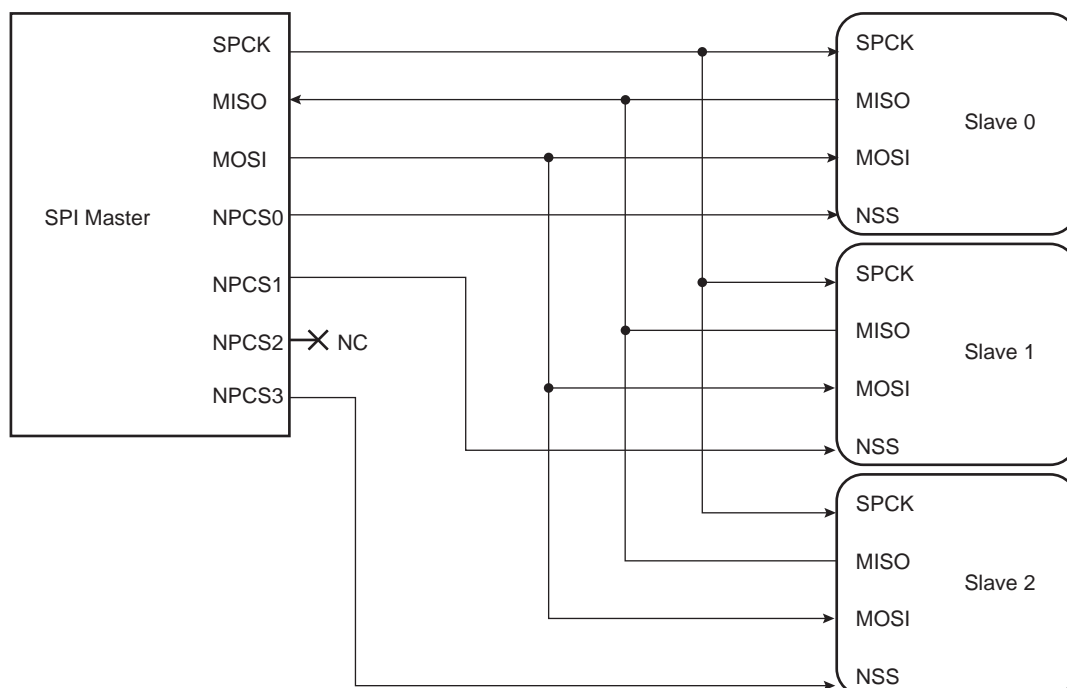 SPI Master
SPCK
MISO
MOSI
NPCS0
NPCS1
NPCS2
NC
NPCS3
SPCK
MISO
Slave 0
MOSI
NSS
SPCK
MISO
Slave 1
MOSI
NSS
SPCK
MISO
Slave 2
MOSI
NSS